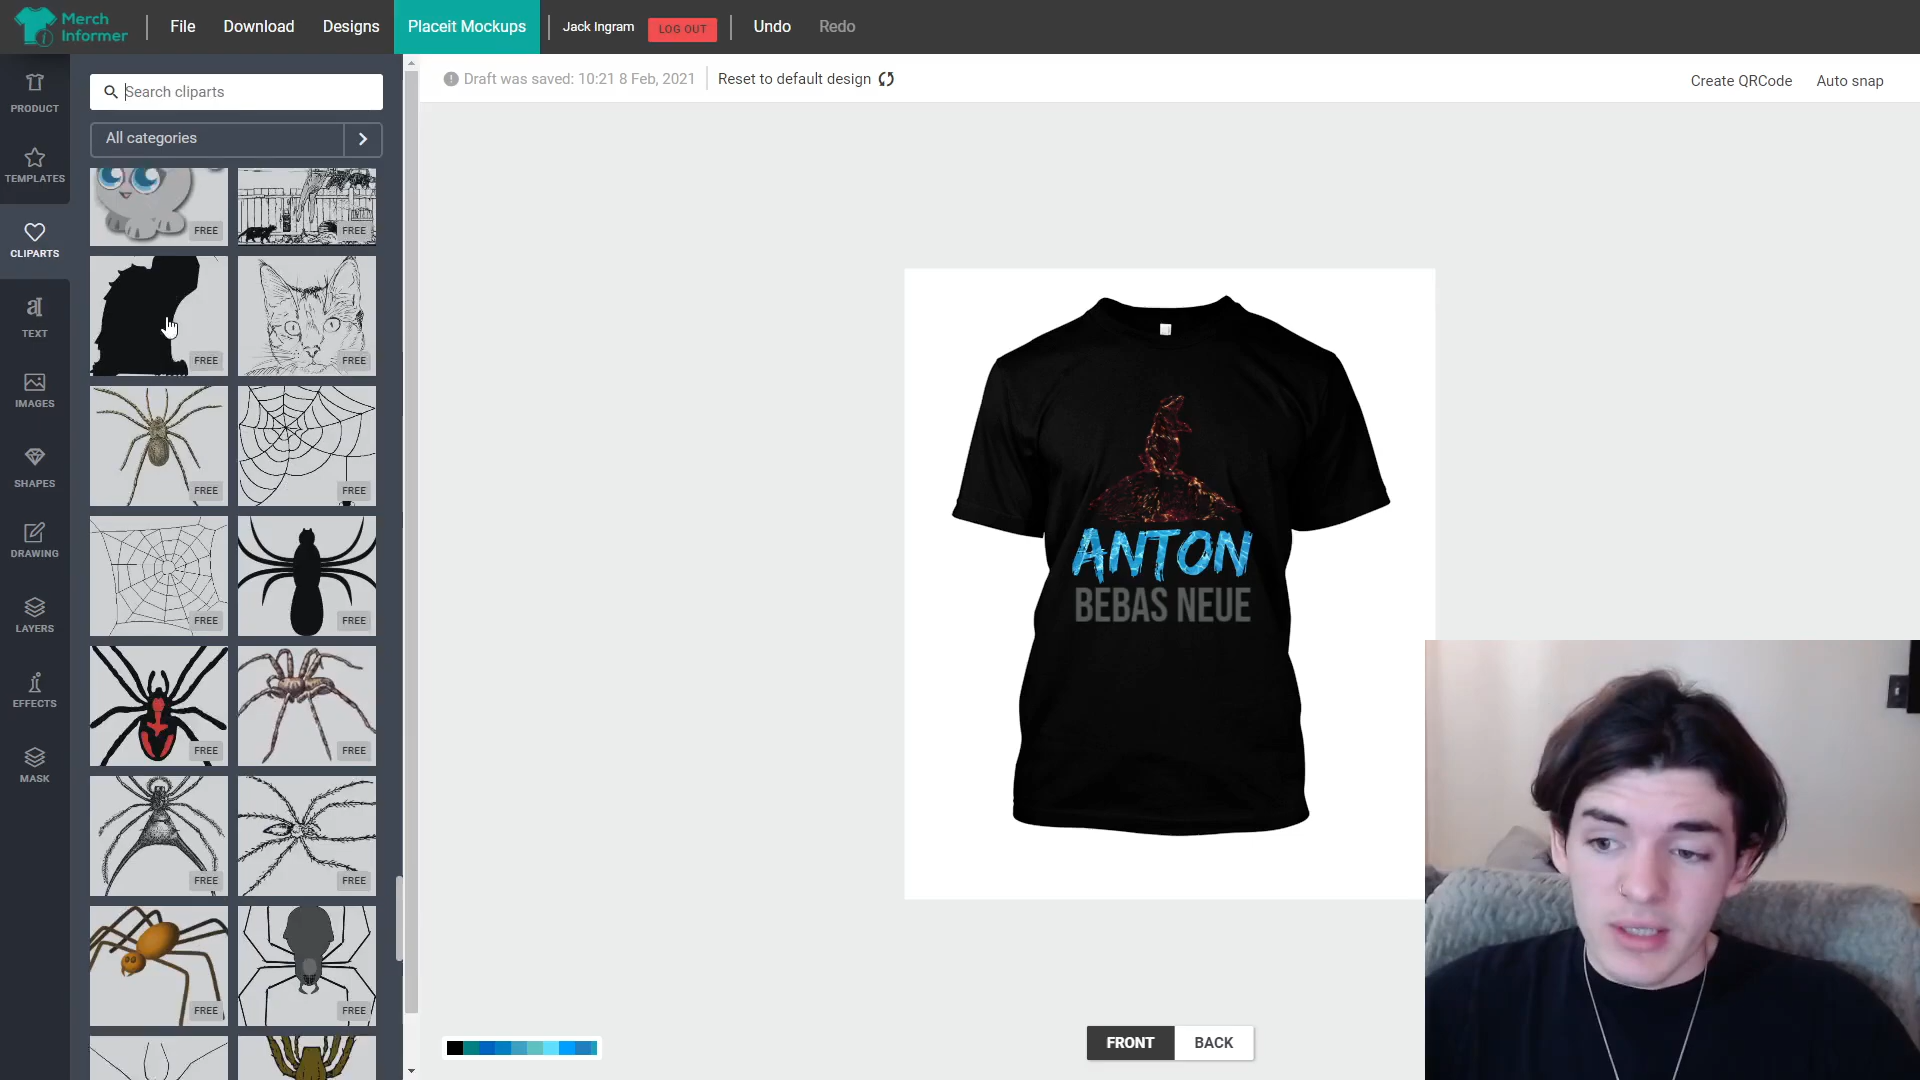 Merch
Informer
File
Download
Designs
Placeit Mockups
Jack Ingram
LOG OUT
Undo
Redo
Search cliparts
Draft was saved: 10:21 8 Feb, 2021
Reset to default design
Create QRCode
Auto snap
All categories
PRODUCT
TEMPLATES
CLIPARTS
TEXT
IMAGES
SHAPES
DRAWING
LAYERS
EFFECTS
MASK
FREE
FREE
FREE
FREE
FREE
FREE
FREE
FREE
FREE
FREE
FREE
FREE
FREE
FREE
ANTON
BEBAS NEUE
FRONT
BACK